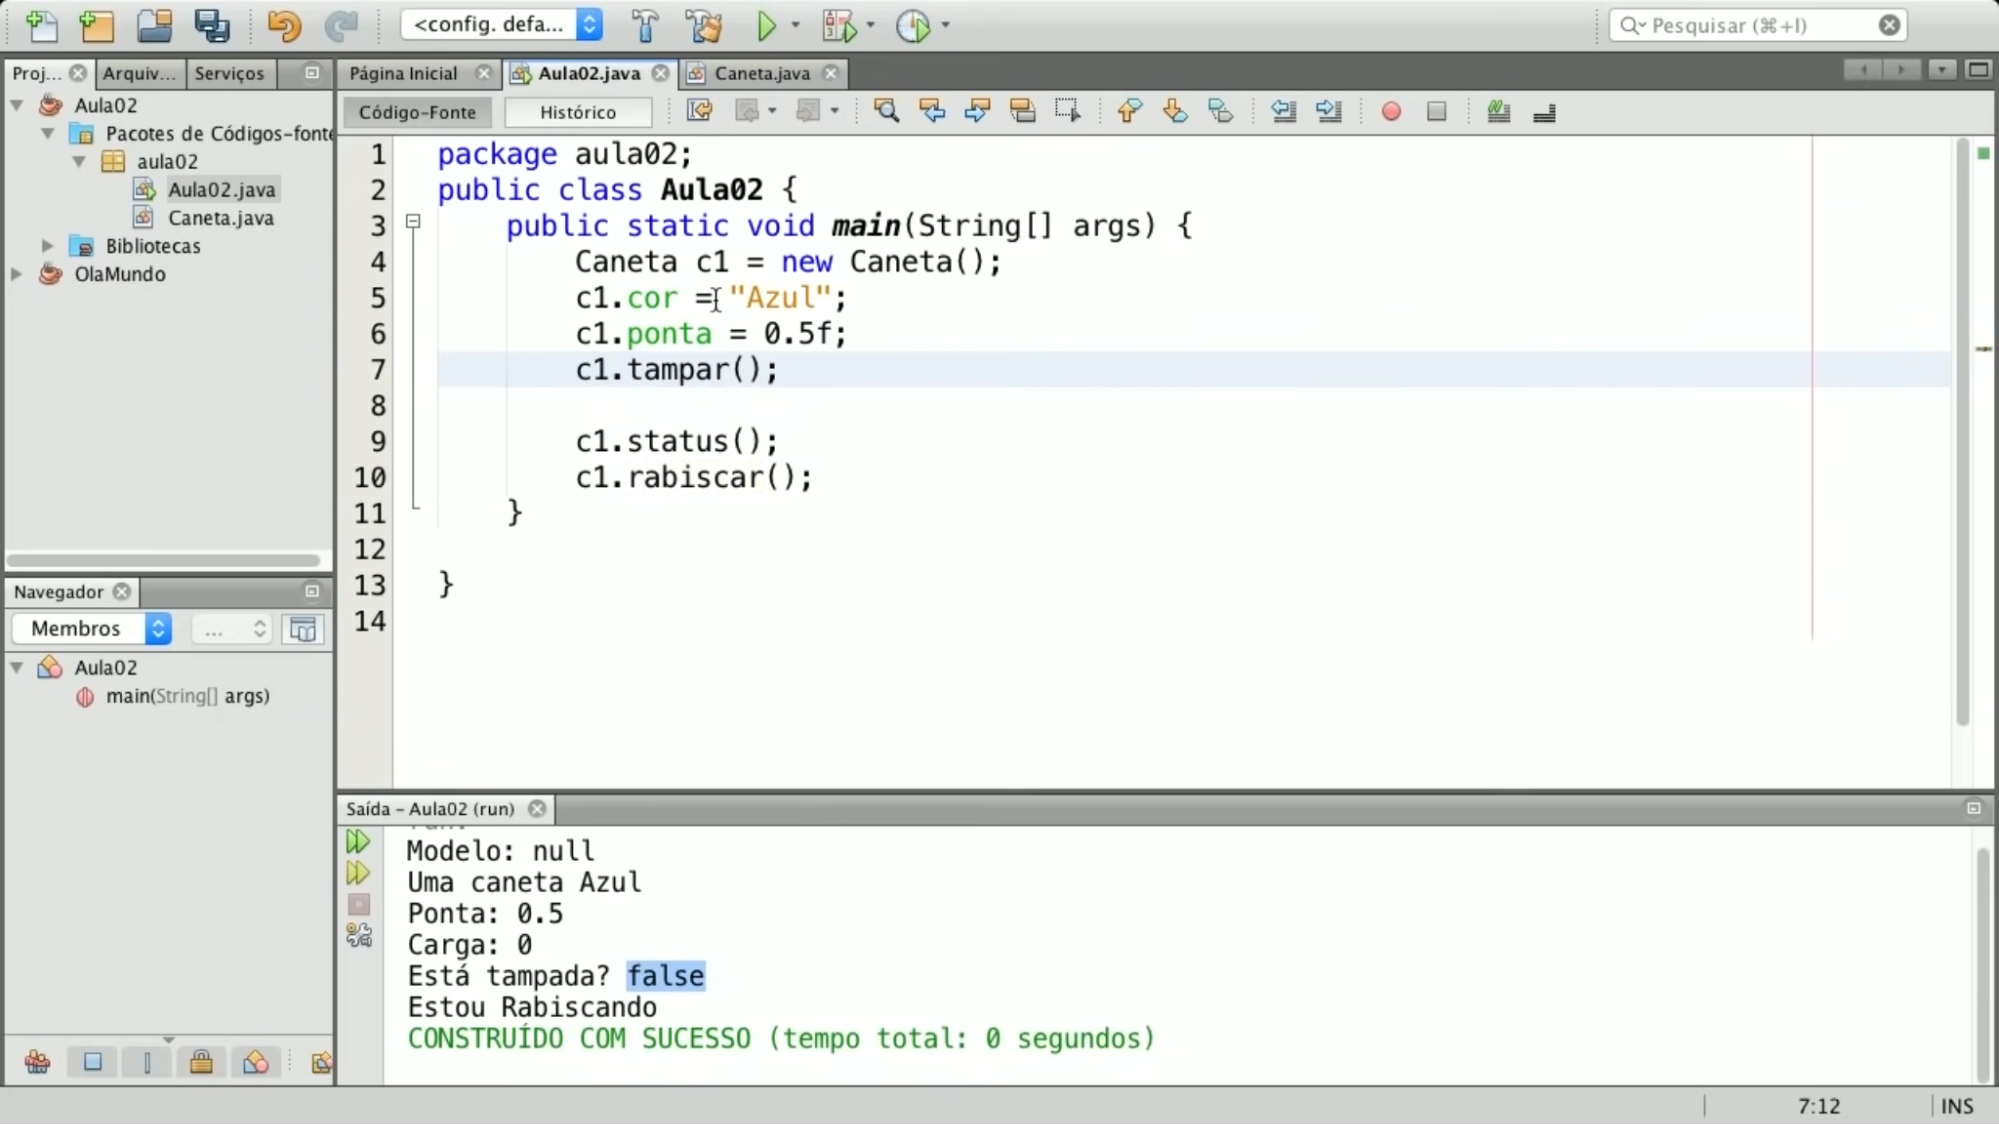 <config. defa...
Pesquisar (⌘+I)
Proj...
Arquiv...
Serviços
Página Inicial
Aula02.java
Caneta.java
Código-Fonte
Histórico
Aula02
Pacotes de Códigos-fonte
aula02
Aula02.java
Caneta.java
Bibliotecas
OlaMundo
1 package aula02;
2 public class Aula02 {
3 public static void main(String[] args) {
4 Caneta c1 = new Caneta();
5 c1.cor = "Azul";
6 c1.ponta = 0.5f;
7 c1.tampar();
8
9 c1.status();
10 c1.rabiscar();
11 }
12
13 }
14
Navegador
Membros
...
Aula02
main(String[] args)
Saída – Aula02 (run)
Modelo: null
Uma caneta Azul
Ponta: 0.5
Carga: 0
Está tampada? false
Estou Rabiscando
CONSTRUÍDO COM SUCESSO (tempo total: 0 segundos)
7:12
INS